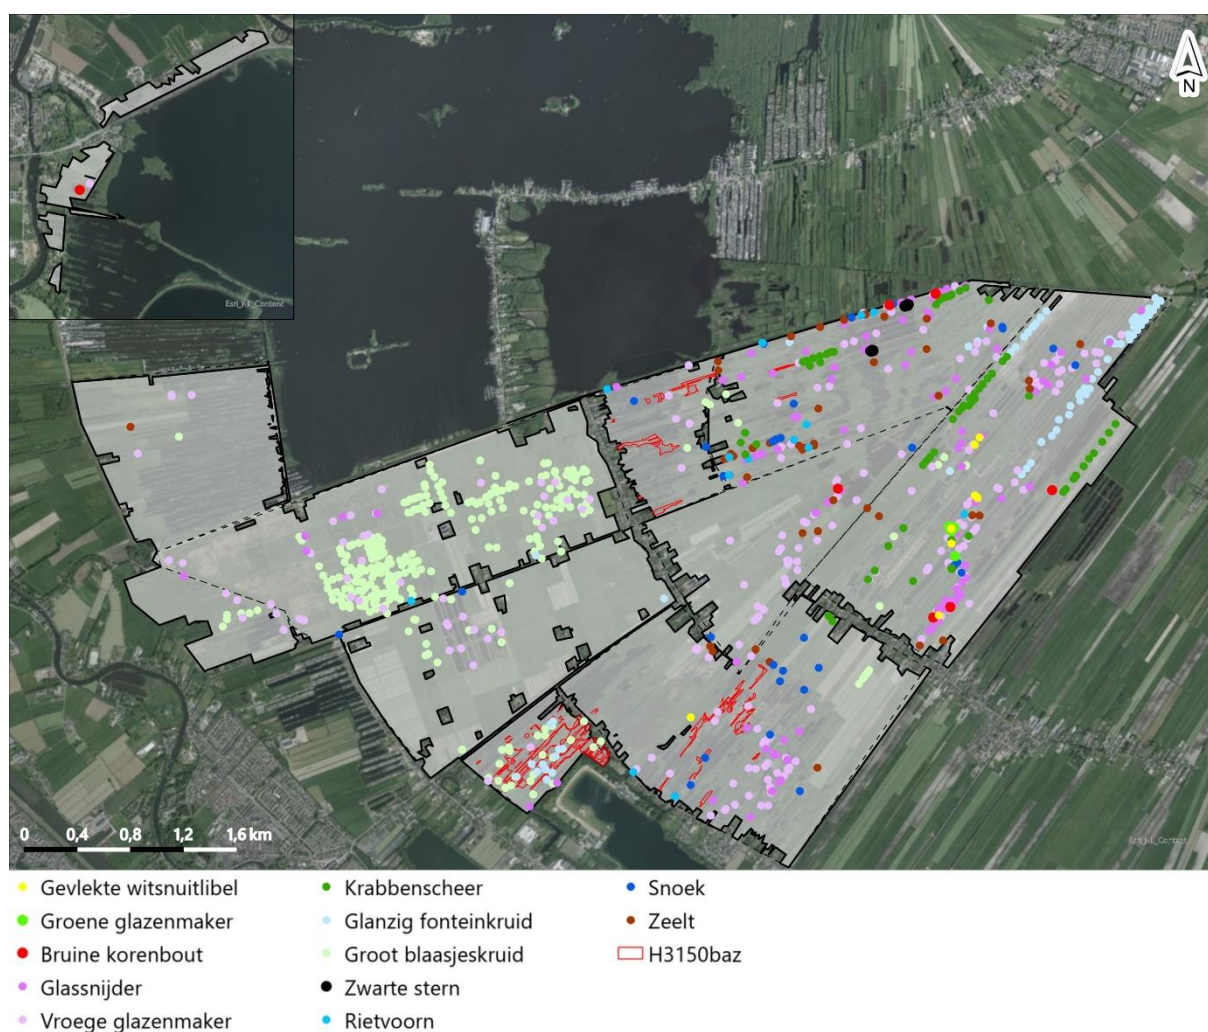 N
Esri_NL_Content
Esri_NL_Content
0 0,4 0,8 1,2 1,6 km
Gevlekte witsnuitlibel
Groene glazenmaker
Bruine korenbout
Glassnijder
Vroege glazenmaker
Krabbenscheer
Glanzig fonteinkruid
Groot blaasjeskruid
Zwarte stern
Rietvoorn
Snoek
Zeelt
H3150baz